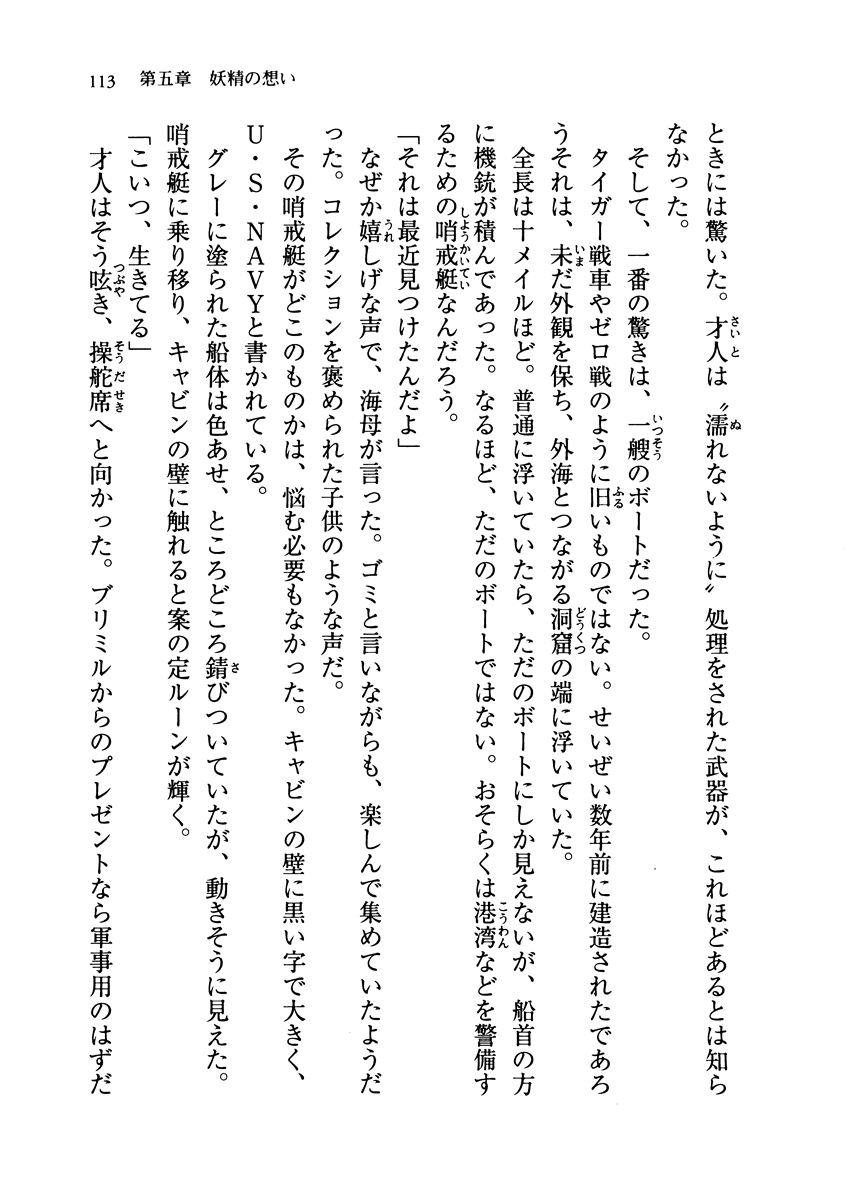 113　第五章　妖精の想い
ときには驚いた。才人は〝濡れないように〟処理をされた武器が、これほどあるとは知ら
なかった。
　そして、一番の驚きは、一艘のボートだった。
　タイガー戦車やゼロ戦のように旧いものではない。せいぜい数年前に建造されたであろ
うそれは、未だ外観を保ち、外海とつながる洞窟の端に浮いていた。
　全長は十メイルほど。普通に浮いていたら、ただのボートにしか見えないが、船首の方
に機銃が積んであった。なるほど、ただのボートではない。おそらくは港湾などを警備す
るための哨戒艇なんだろう。
「それは最近見つけたんだよ」
　なぜか嬉しげな声で、海母が言った。ゴミと言いながらも、楽しんで集めていたようだ
った。コレクションを褒められた子供のような声だ。
　その哨戒艇がどこのものかは、悩む必要もなかった。キャビンの壁に黒い字で大きく、
Ｕ・Ｓ・ＮＡＶＹと書かれている。
　グレーに塗られた船体は色あせ、ところどころ錆びついていたが、動きそうに見えた。
哨戒艇に乗り移り、キャビンの壁に触れると案の定ルーンが輝く。
「こいつ、生きてる」
　才人はそう呟き、操舵席へと向かった。ブリミルからのプレゼントなら軍事用のはずだ